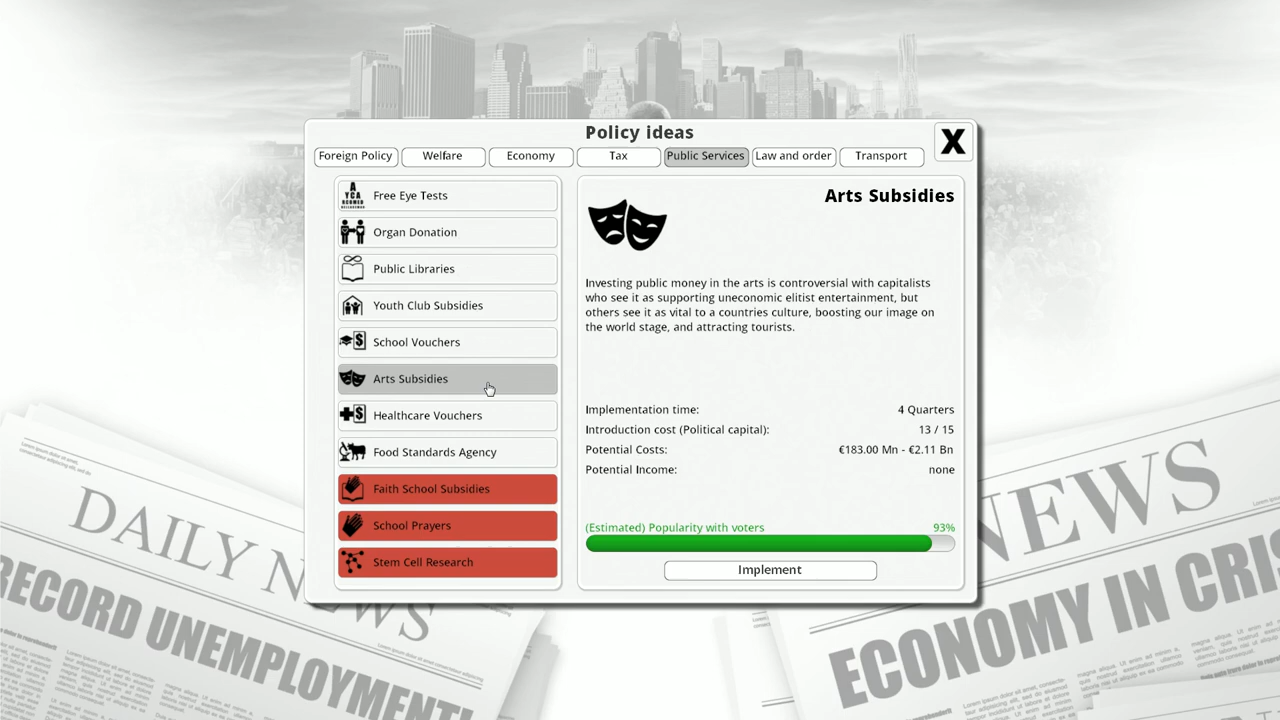 Policy ideas
X
Foreign Policy
Welfare
Economy
Tax
Public Services
Law and order
Transport
Free Eye Tests
Organ Donation
Public Libraries
Youth Club Subsidies
School Vouchers
Arts Subsidies
Healthcare Vouchers
Food Standards Agency
Faith School Subsidies
School Prayers
Stem Cell Research
Arts Subsidies
Investing public money in the arts is controversial with capitalists
who see it as supporting uneconomic elitist entertainment, but
others see it as vital to a countries culture, boosting our image on
the world stage, and attracting tourists.
Implementation time: 4 Quarters
Introduction cost (Political capital): 13 / 15
Potential Costs: €183.00 Mn - €2.11 Bn
Potential Income: none
(Estimated) Popularity with voters 93%
Implement
DAILY N
NEWS
RECORD UNEMPLOYMENT!
NEWS
ECONOMY IN CRIS